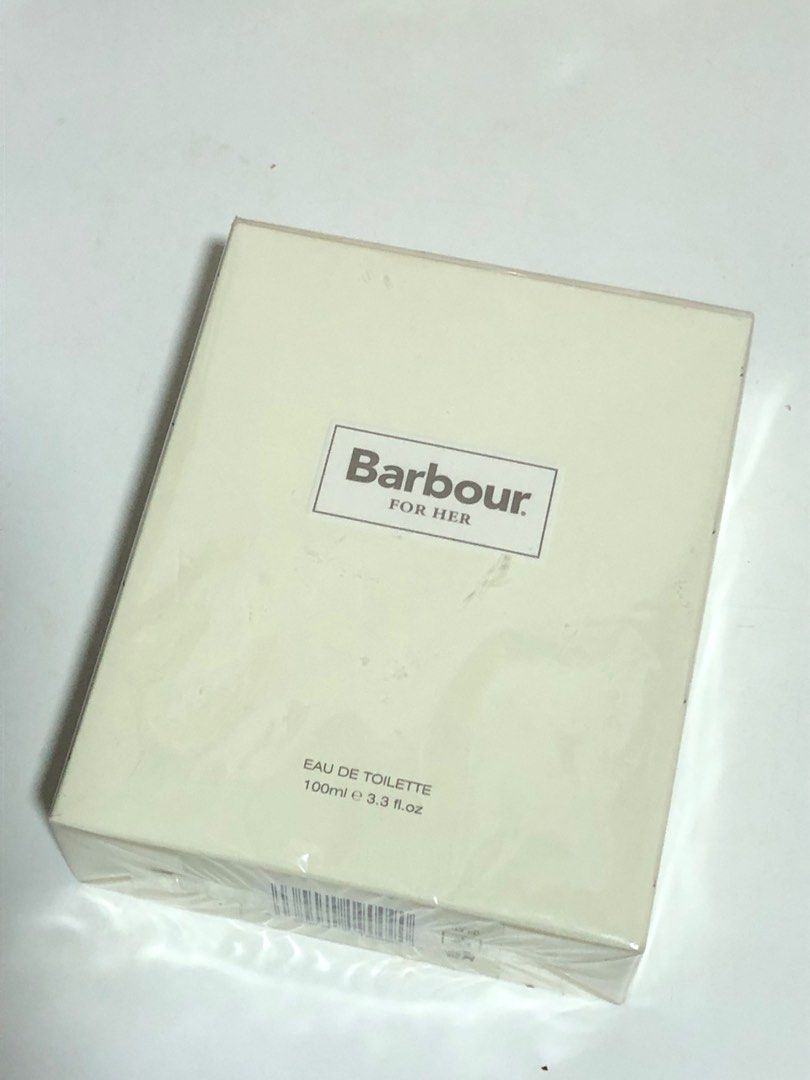 Barbour.
FOR HER
EAU DE TOILETTE
100ml ℮ 3.3 fl.oz